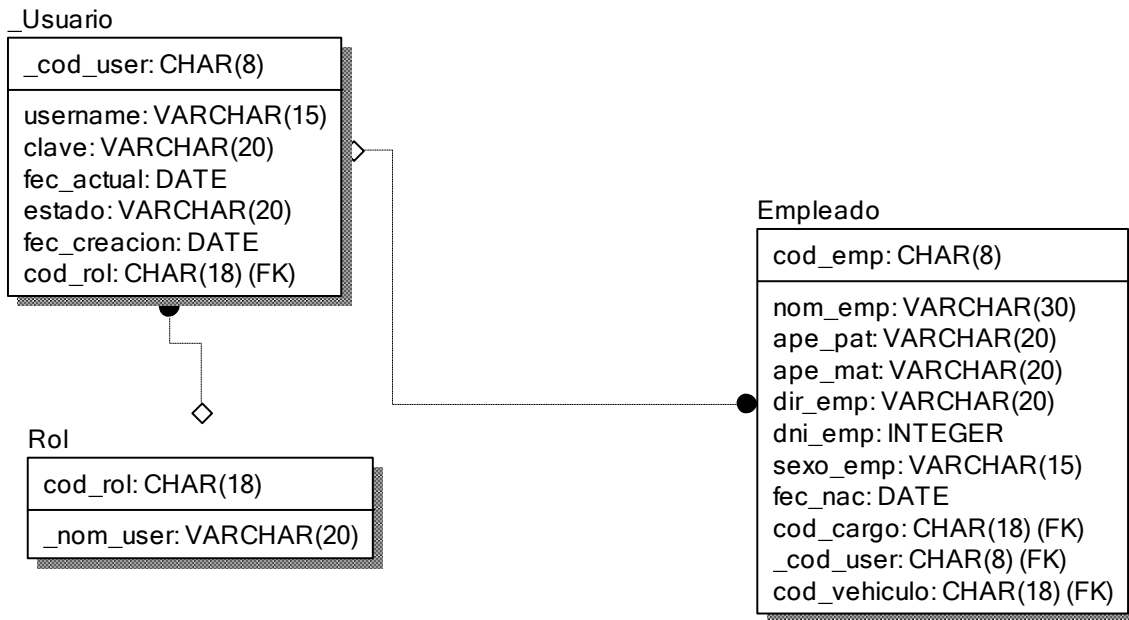 _Usuario
_cod_user: CHAR(8)
username: VARCHAR(15)
clave: VARCHAR(20)
fec_actual: DATE
estado: VARCHAR(20)
fec_creacion: DATE
cod_rol: CHAR(18) (FK)
Rol
cod_rol: CHAR(18)
_nom_user: VARCHAR(20)
Empleado
cod_emp: CHAR(8)
nom_emp: VARCHAR(30)
ape_pat: VARCHAR(20)
ape_mat: VARCHAR(20)
dir_emp: VARCHAR(20)
dni_emp: INTEGER
sexo_emp: VARCHAR(15)
fec_nac: DATE
cod_cargo: CHAR(18) (FK)
_cod_user: CHAR(8) (FK)
cod_vehiculo: CHAR(18) (FK)